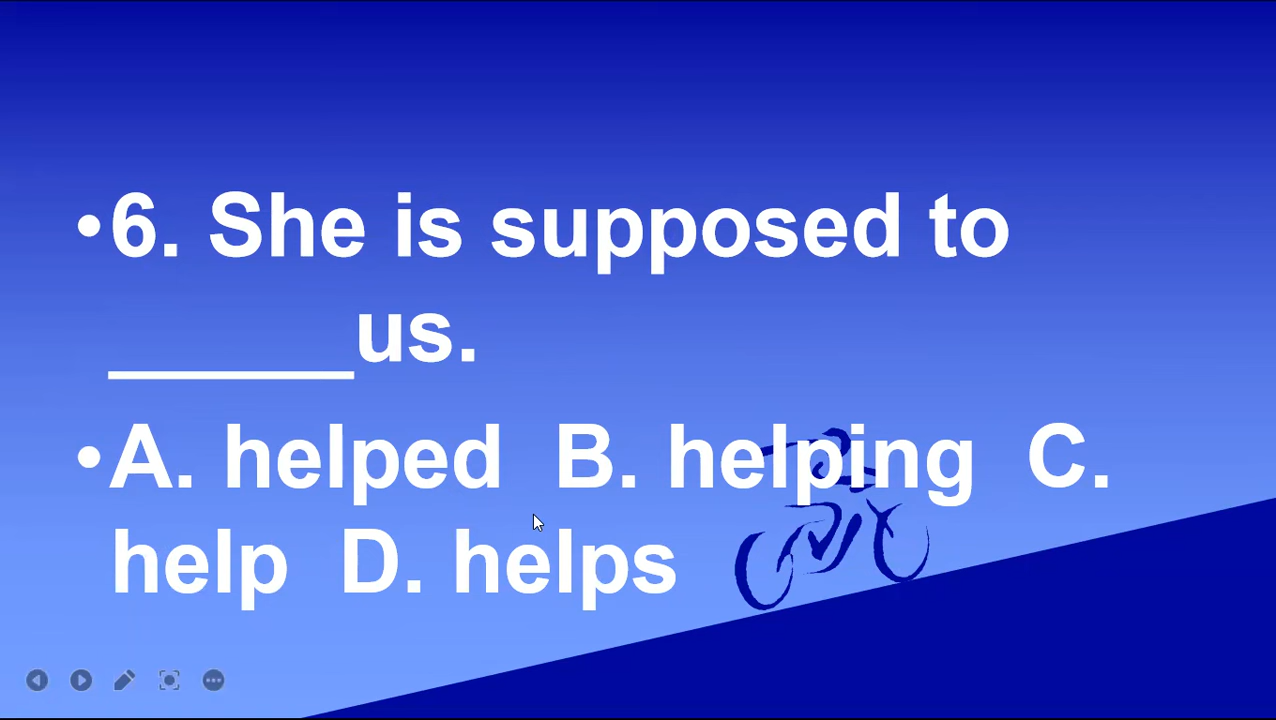 •6. She is supposed to
______us.
•A. helped B. helping C.
help D. helps